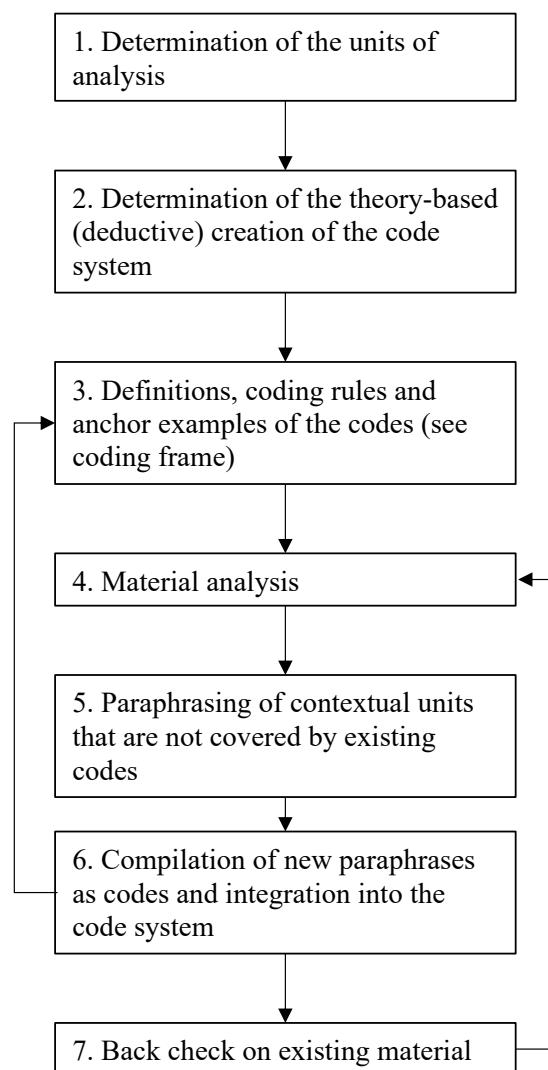 1. Determination of the units of
analysis
2. Determination of the theory-based
(deductive) creation of the code
system
3. Definitions, coding rules and
anchor examples of the codes (see
coding frame)
4. Material analysis
5. Paraphrasing of contextual units
that are not covered by existing
codes
6. Compilation of new paraphrases
as codes and integration into the
code system
7. Back check on existing material